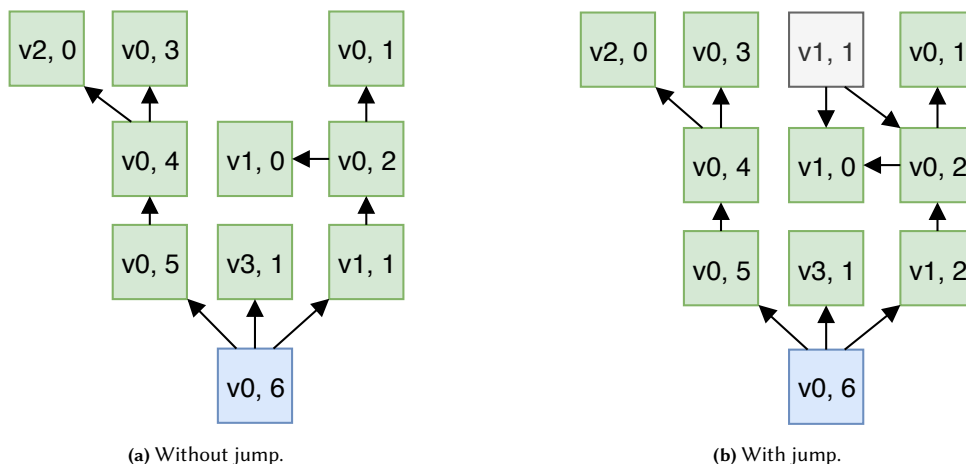 v2, 0 v0, 3 v0, 1
v0, 4 v1, 0 v0, 2
v0, 5 v3, 1 v1, 1
v0, 6
(a) Without jump.
v2, 0 v0, 3 v1, 1 v0, 1
v0, 4 v1, 0 v0, 2
v0, 5 v3, 1 v1, 2
v0, 6
(b) With jump.